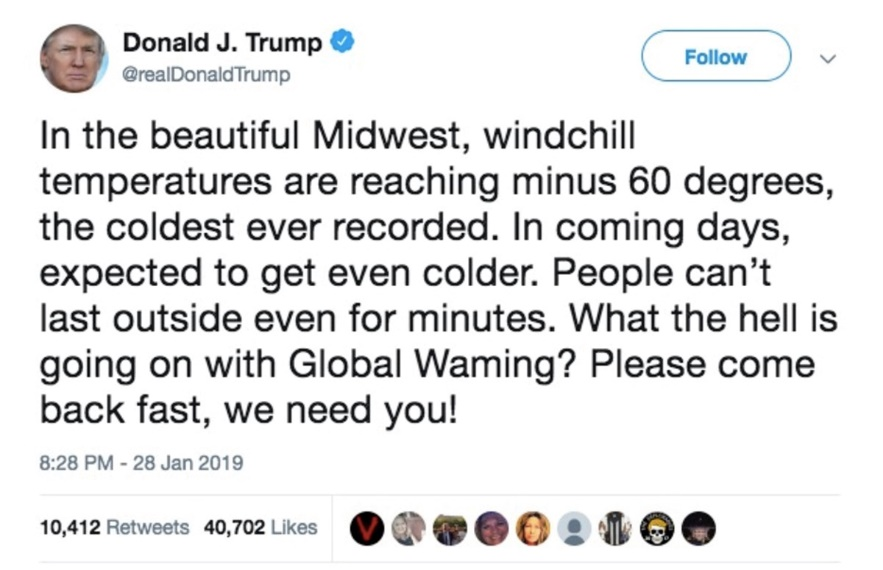 Donald J. Trump
@realDonaldTrump
Follow
In the beautiful Midwest, windchill
temperatures are reaching minus 60 degrees,
the coldest ever recorded. In coming days,
expected to get even colder. People can’t
last outside even for minutes. What the hell is
going on with Global Waming? Please come
back fast, we need you!
8:28 PM - 28 Jan 2019
10,412 Retweets 40,702 Likes